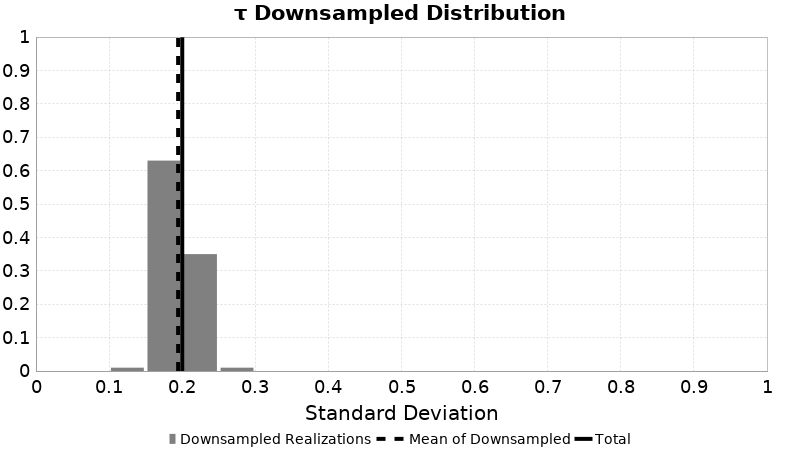 τ Downsampled Distribution
1
0.9
0.8
0.7
0.6
0.5
0.4
0.3
0.2
0.1
0
0 0.1 0.2 0.3 0.4 0.5 0.6 0.7 0.8 0.9 1
Standard Deviation
Downsampled Realizations Mean of Downsampled Total